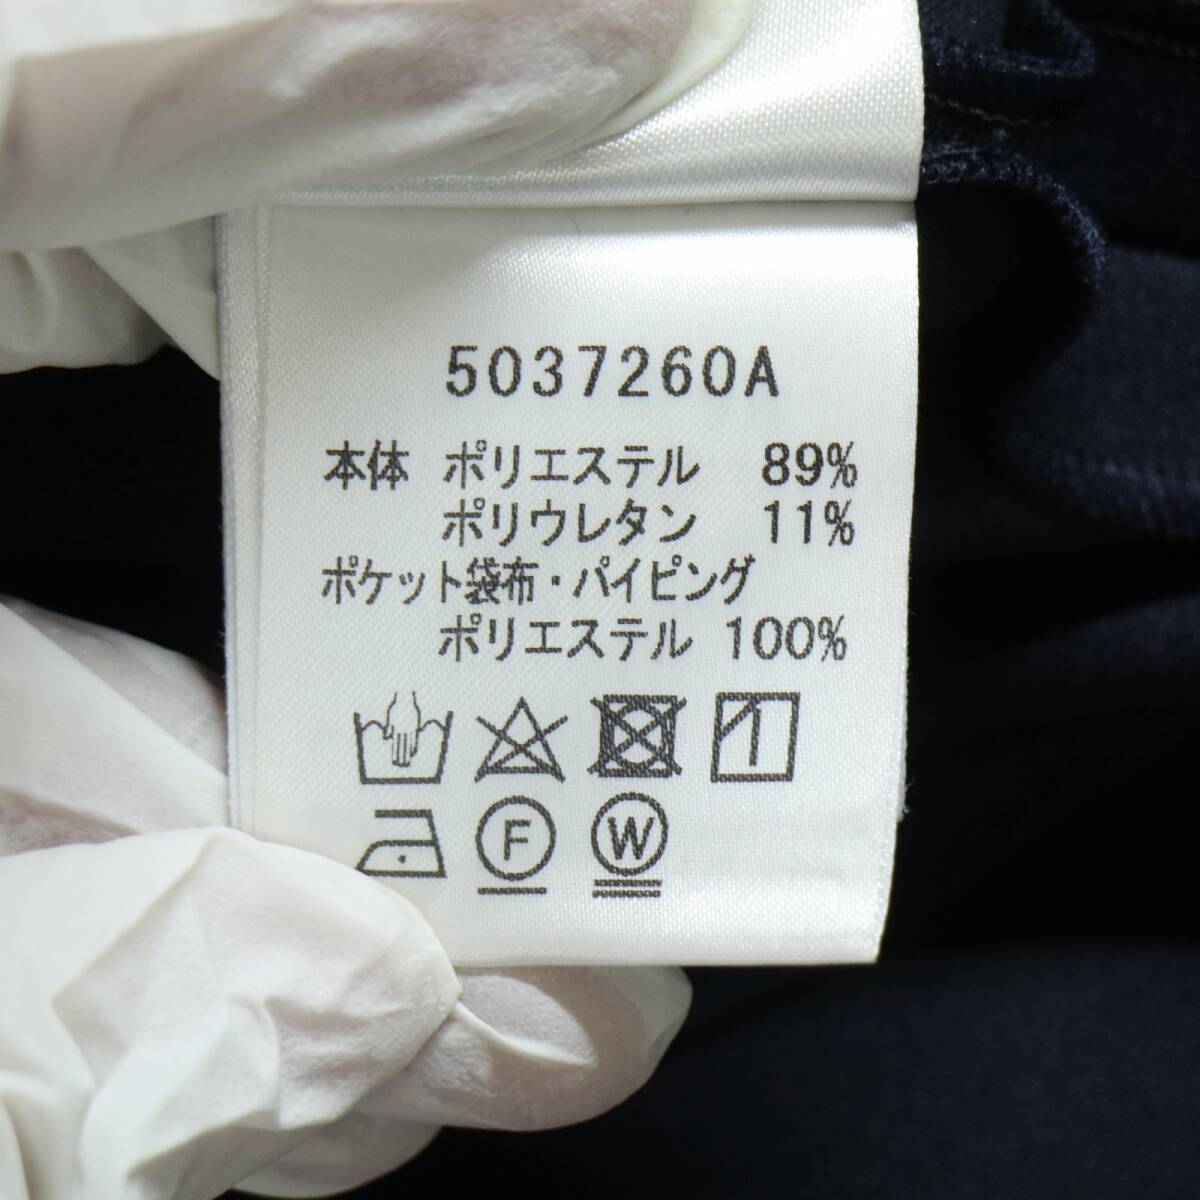 5037260A
本体 ポリエステル 89%
ポリウレタン 11%
ポケット袋布・パイピング
ポリエステル 100%
F W